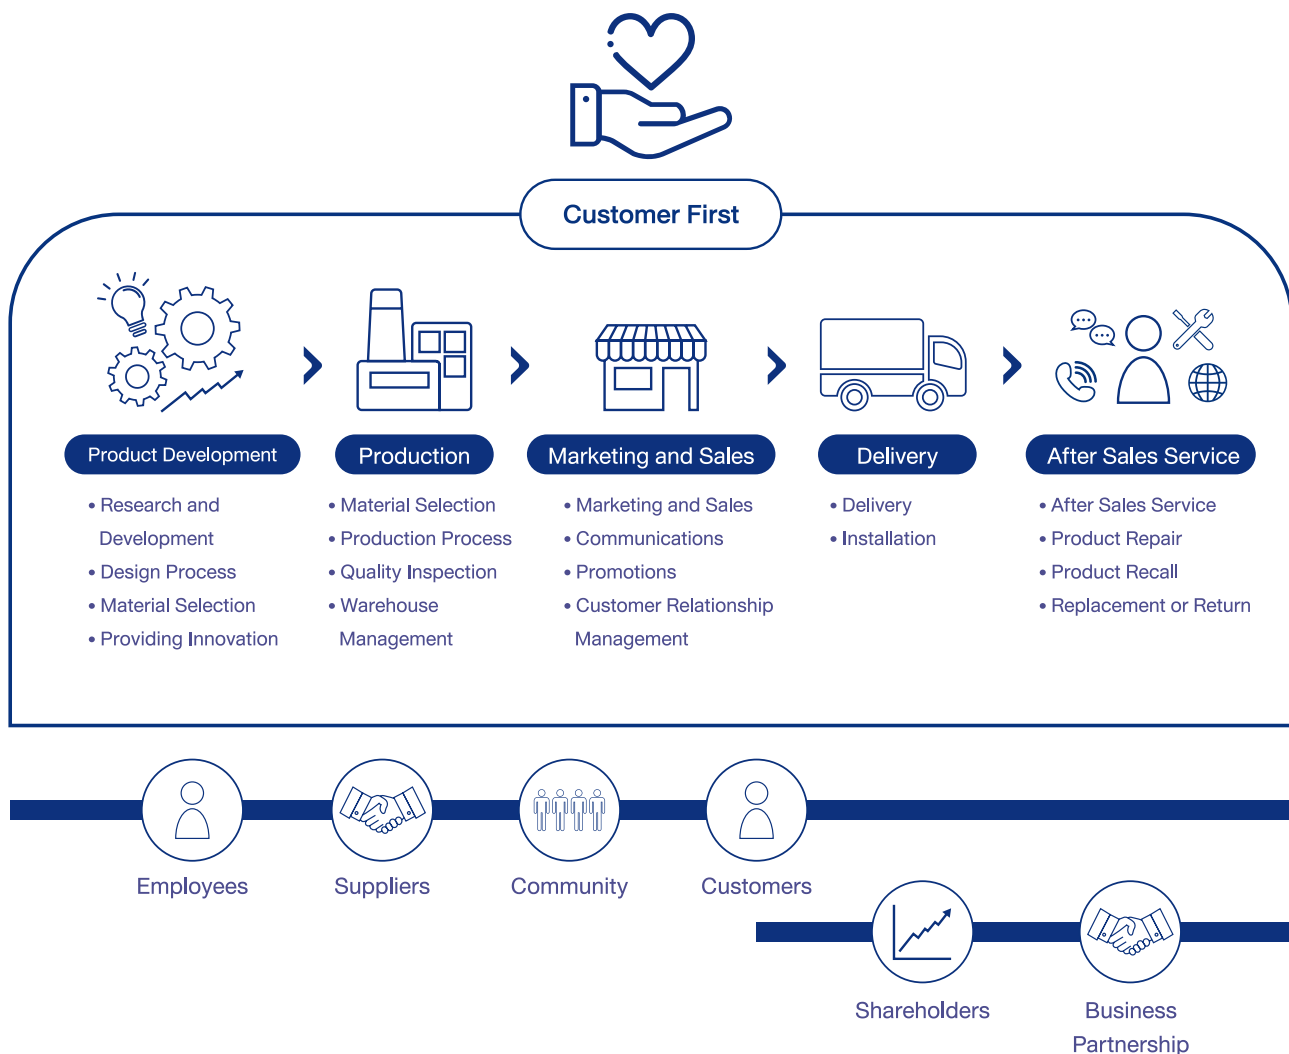 Customer First
Product Development
• Research and
Development
• Design Process
• Material Selection
• Providing Innovation
Production
• Material Selection
• Production Process
• Quality Inspection
• Warehouse
Management
Marketing and Sales
• Marketing and Sales
• Communications
• Promotions
• Customer Relationship
Management
Delivery
• Delivery
• Installation
After Sales Service
• After Sales Service
• Product Repair
• Product Recall
• Replacement or Return
Employees
Suppliers
Community
Customers
Shareholders
Business
Partnership